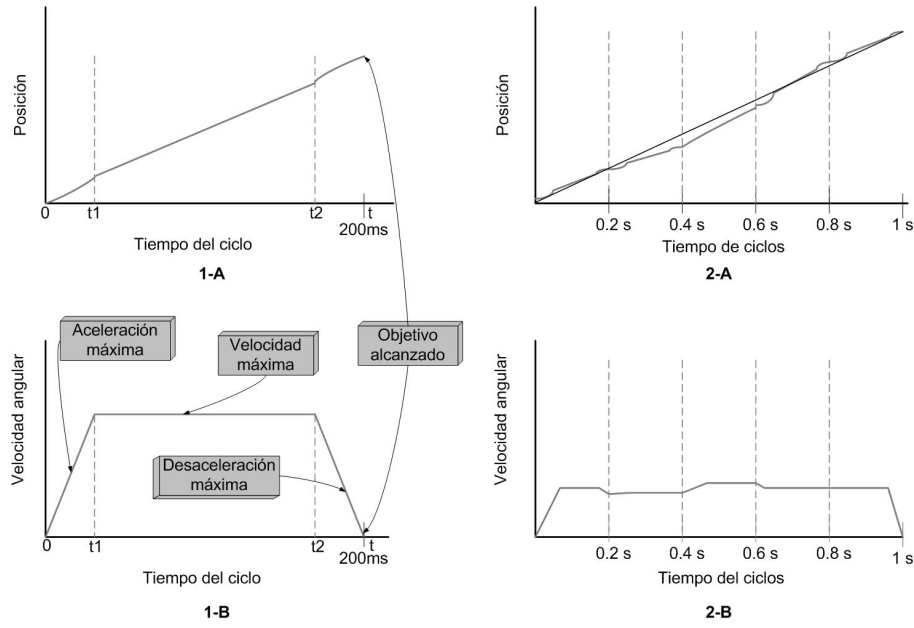 Posición
0
t1
t2
t
200ms
Tiempo del ciclo
1-A
Posición
0.2 s
0.4 s
0.6 s
0.8 s
1 s
Tiempo de ciclos
2-A
Aceleración
máxima
Velocidad
máxima
Objetivo
alcanzado
Desaceleración
máxima
Velocidad angular
0
t1
t2
t
200ms
Tiempo del ciclo
1-B
Velocidad angular
0.2 s
0.4 s
0.6 s
0.8 s
1 s
Tiempo del ciclos
2-B